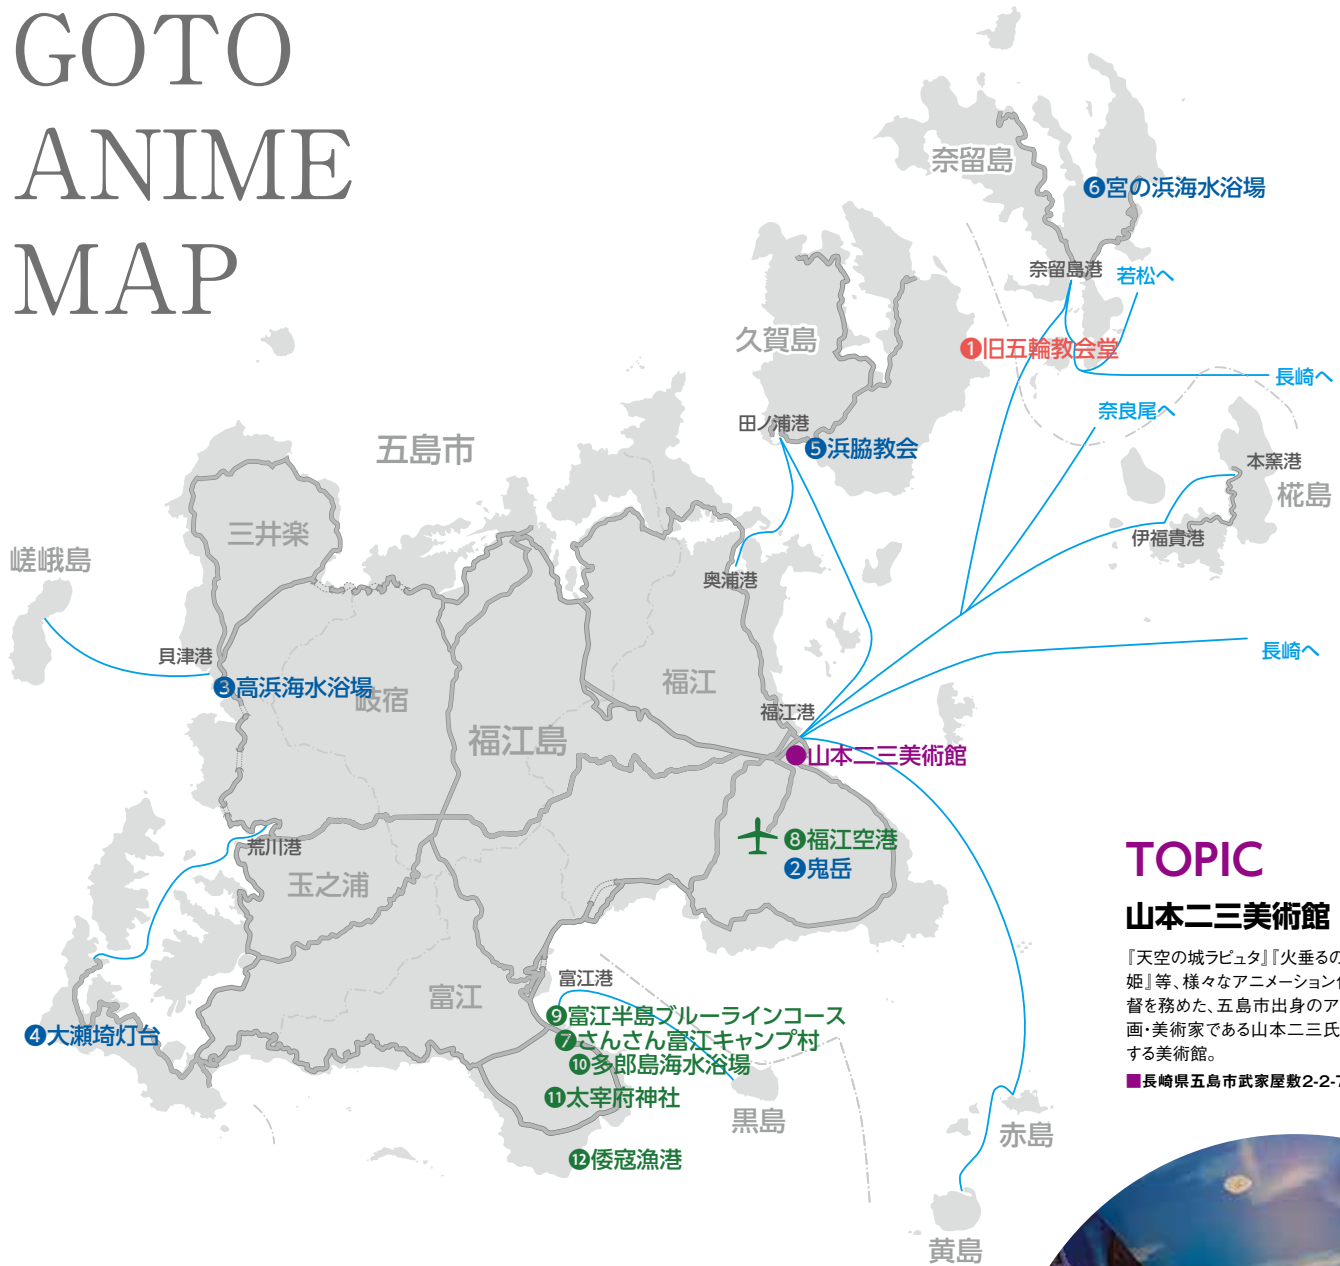 GOTO
ANIME
MAP
奈留島
❻宮の浜海水浴場
奈留島港
若松へ
久賀島
❶旧五輪教会堂
長崎へ
奈良尾へ
田ノ浦港
❺浜脇教会
五島市
本窯港
椛島
伊福貴港
三井楽
嵯峨島
奥浦港
貝津港
長崎へ
❸高浜海水浴場
岐宿
福江
福江港
福江島
●山本二三美術館
❽福江空港
❷鬼岳
荒川港
玉之浦
富江港
富江
❹大瀬埼灯台
❾富江半島ブルーラインコース
❼さんさん富江キャンプ村
❿多郎島海水浴場
⓫太宰府神社
黒島
赤島
⓬倭寇漁港
黄島
TOPIC
山本二三美術館
『天空の城ラピュタ』『火垂るの
姫』等、様々なアニメーション
督を務めた、五島市出身のア
画・美術家である山本二三氏
する美術館。
■長崎県五島市武家屋敷2-2-7